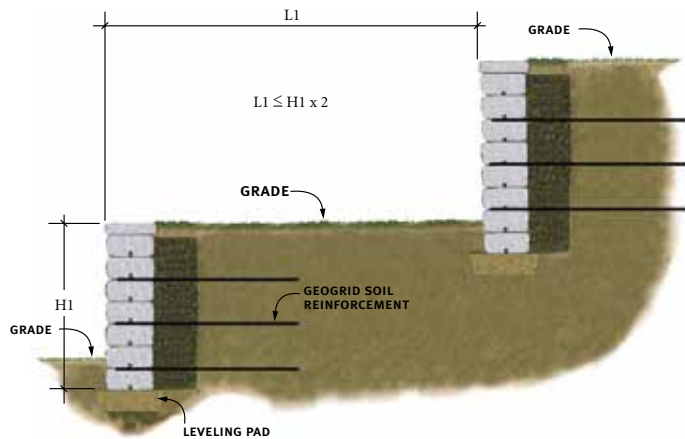 L1
GRADE
L1 ≤ H1 x 2
GRADE
H1
GEOGRID SOIL
REINFORCEMENT
GRADE
LEVELING PAD